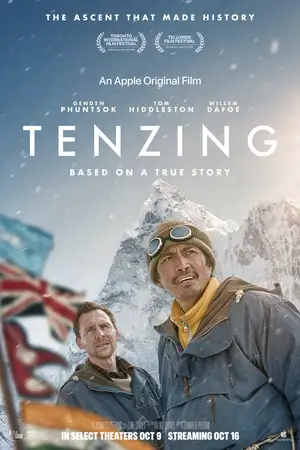 THE ASCENT THAT MADE HISTORY
TORONTO INTERNATIONAL FILM FESTIVAL
TELLURIDE FILM FESTIVAL
An Apple Original Film
GENDEN PHUNTSOK TOM HIDDLESTON WILLEM DAFOE
TENZING
BASED ON A TRUE STORY
IN SELECT THEATERS OCT 9 STREAMING OCT 16